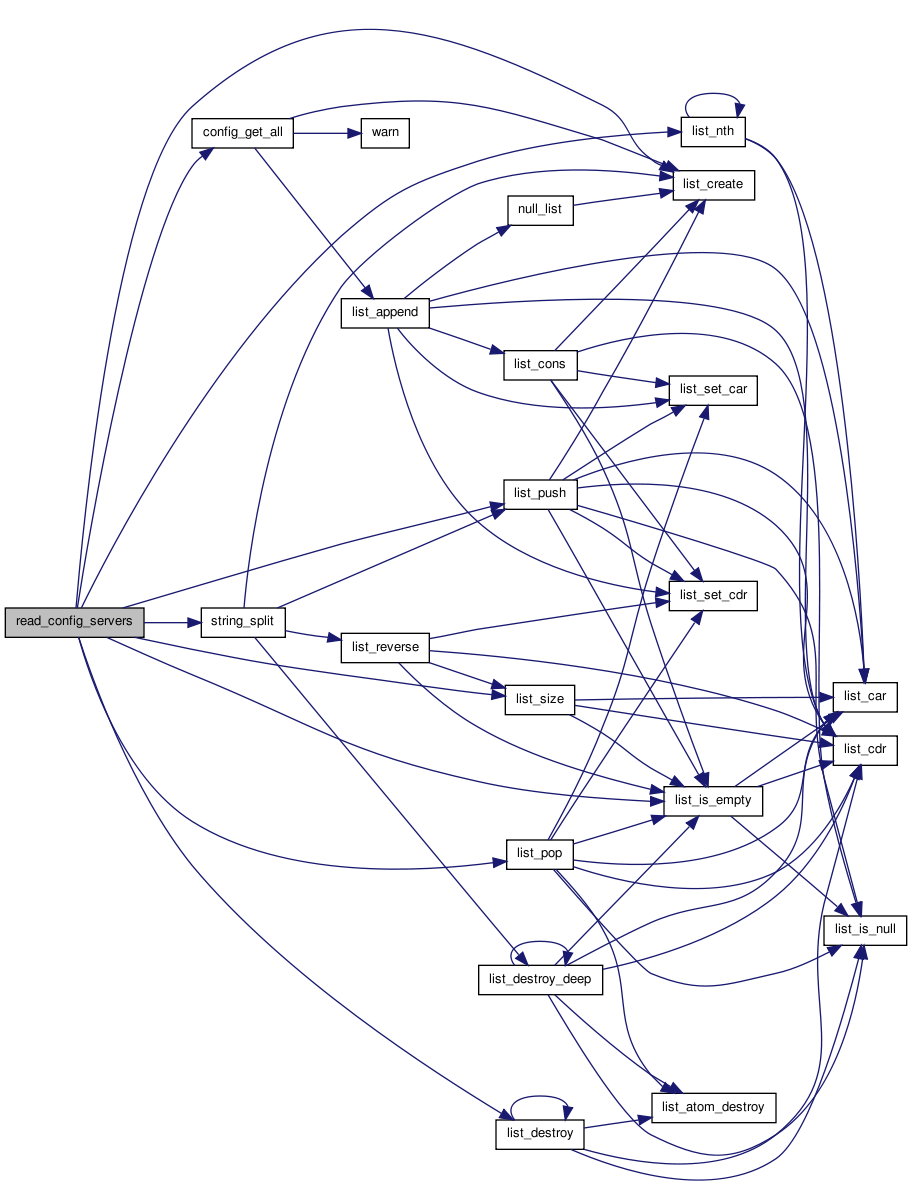 config_get_all
warn
list_nth
list_create
null_list
list_append
list_cons
list_set_car
list_push
list_set_cdr
read_config_servers
string_split
list_reverse
list_size
list_car
list_cdr
list_is_empty
list_pop
list_is_null
list_destroy_deep
list_atom_destroy
list_destroy